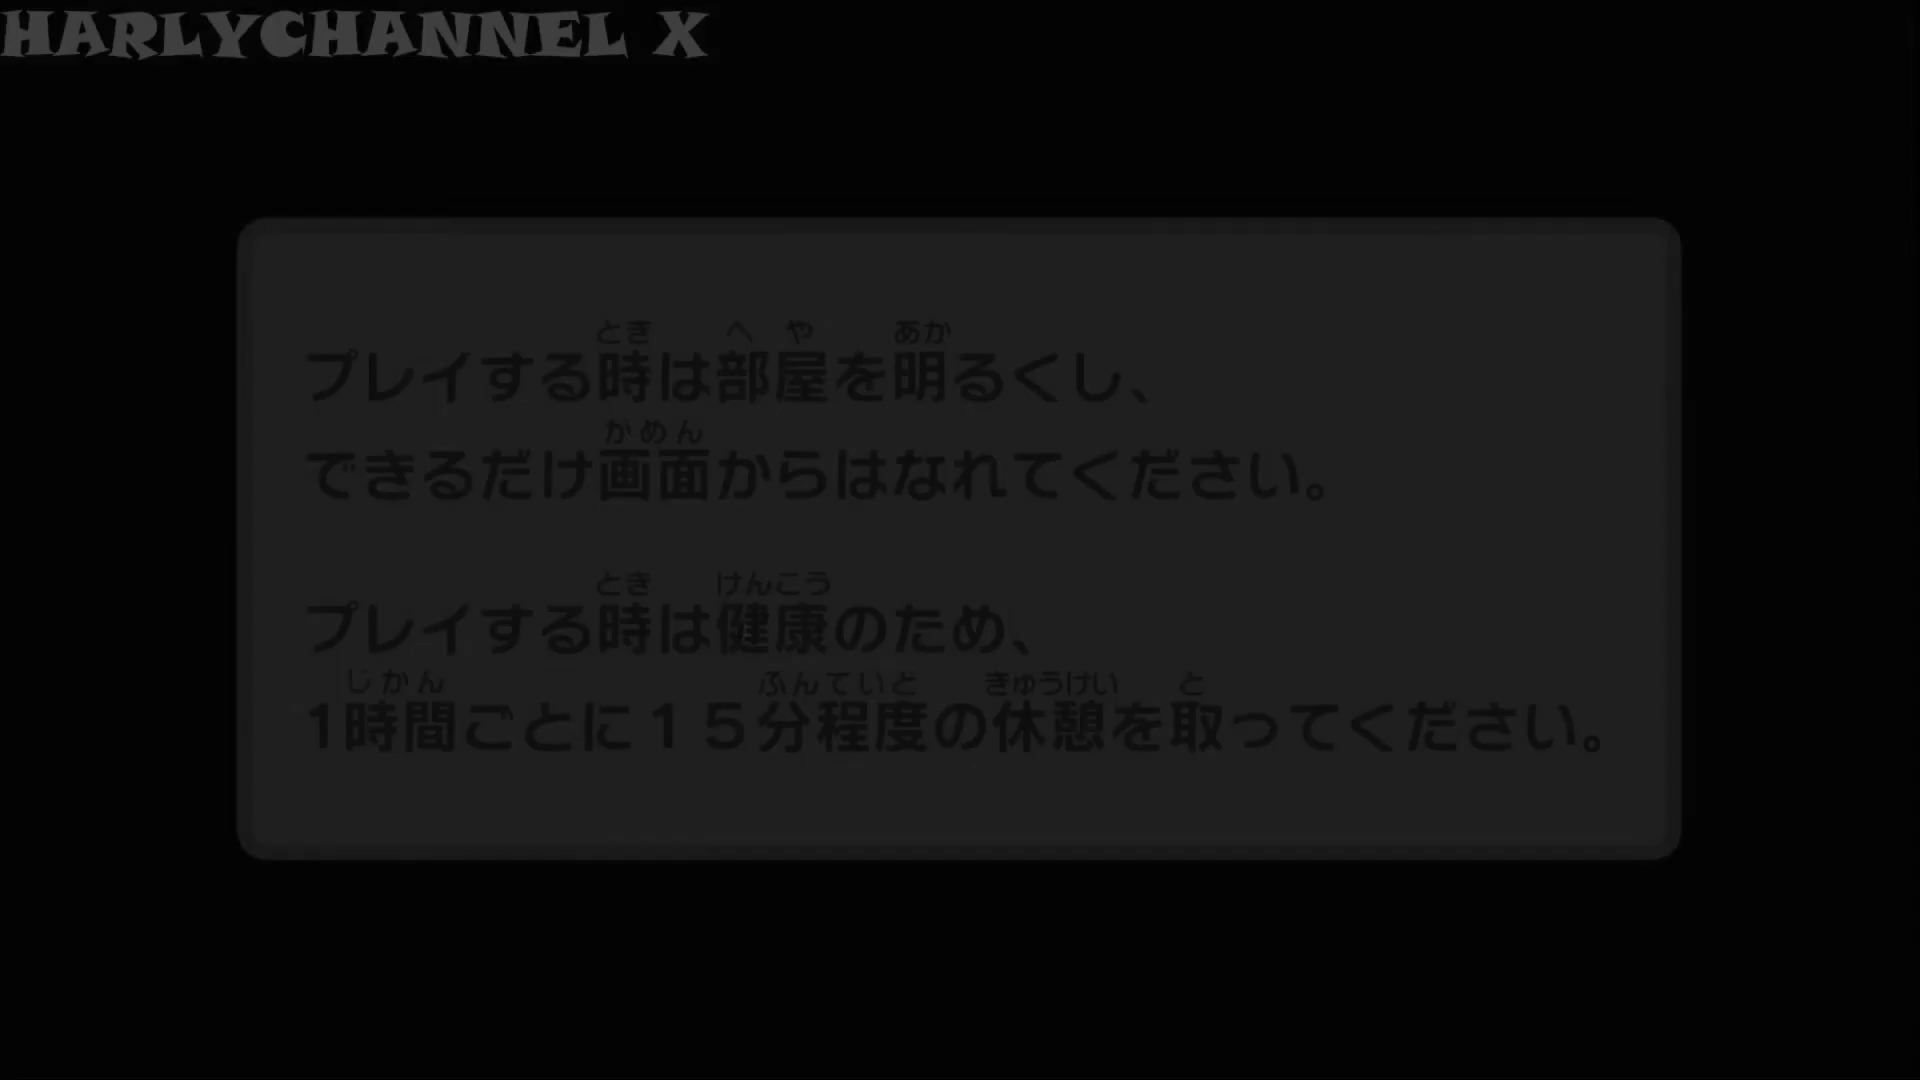 HARLYCHANNEL X
とき へや あか
プレイする時は部屋を明るくし、
かめん
できるだけ画面からはなれてください。
とき けんこう
プレイする時は健康のため、
じかん ふんていと きゅうけい と
1時間ごとに１５分程度の休憩を取ってください。